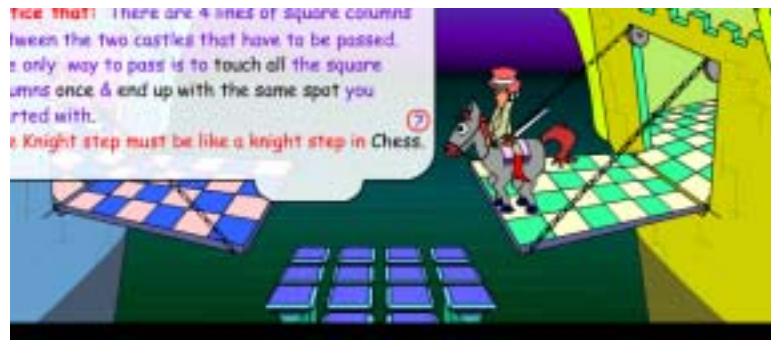 tice that! There are 4 lines of square columns
tween the two castles that have to be passed.
e only way to pass is to touch all the square
umns once & end up with the same spot you
rted with.
?
e Knight step must be like a knight step in Chess.